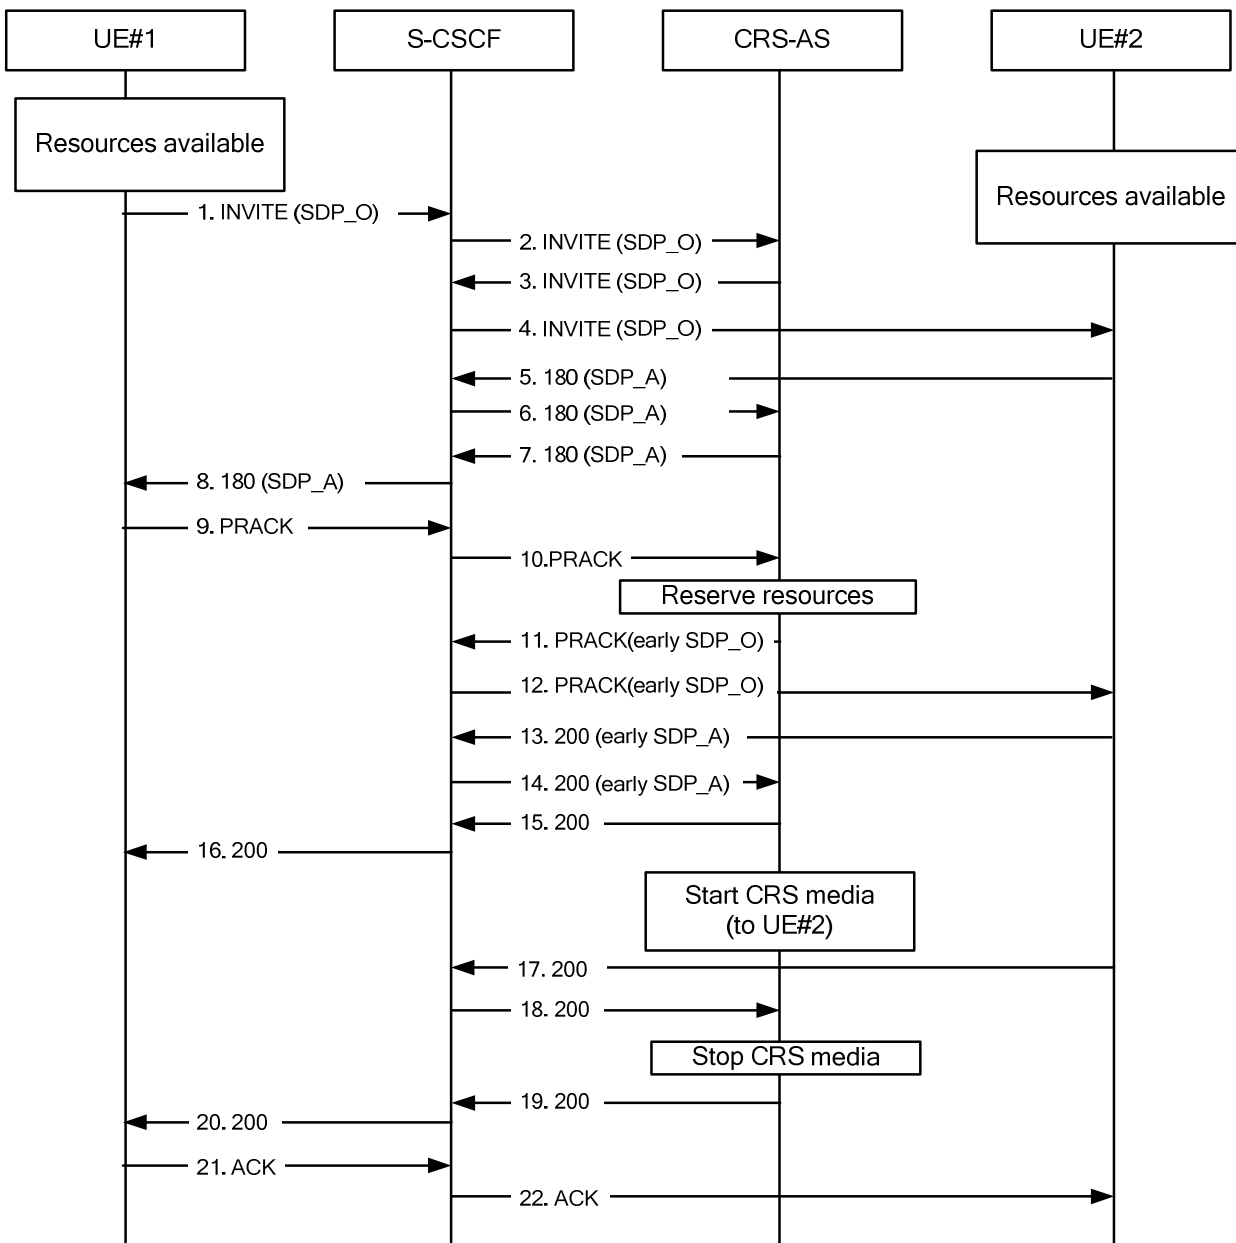 UE#1
S-CSCF
CRS-AS
UE#2
Resources available
Resources available
1. INVITE (SDP_O)
2. INVITE (SDP_O)
3. INVITE (SDP_O)
4. INVITE (SDP_O)
5. 180 (SDP_A)
6. 180 (SDP_A)
7. 180 (SDP_A)
8. 180 (SDP_A)
9. PRACK
10.PRACK
Reserve resources
11. PRACK(early SDP_O)
12. PRACK(early SDP_O)
13. 200 (early SDP_A)
14. 200 (early SDP_A)
15. 200
16. 200
Start CRS media
(to UE#2)
17. 200
18. 200
Stop CRS media
19. 200
20. 200
21. ACK
22. ACK